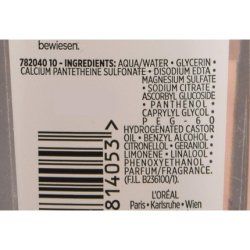 bewiesen.
782040 10 - INGREDIENTS: AQUA/WATER • GLYCERIN •
CALCIUM PANTETHEINE SULFONATE • DISODIUM EDTA
• MAGNESIUM SULFATE
• SODIUM CITRATE •
ASCORBYL GLUCOSIDE
• PANTHENOL •
CAPRYLYL GLYCOL •
PEG-60
HYDROGENATED CASTOR
OIL • BENZYL ALCOHOL •
CITRONELLOL • GERANIOL •
LIMONENE • LINALOOL •
PHENOXYETHANOL •
PARFUM/FRAGRANCE.
(F.I.L. B236100/1).
L'ORÉAL
Paris • Karlsruhe • Wien
814053